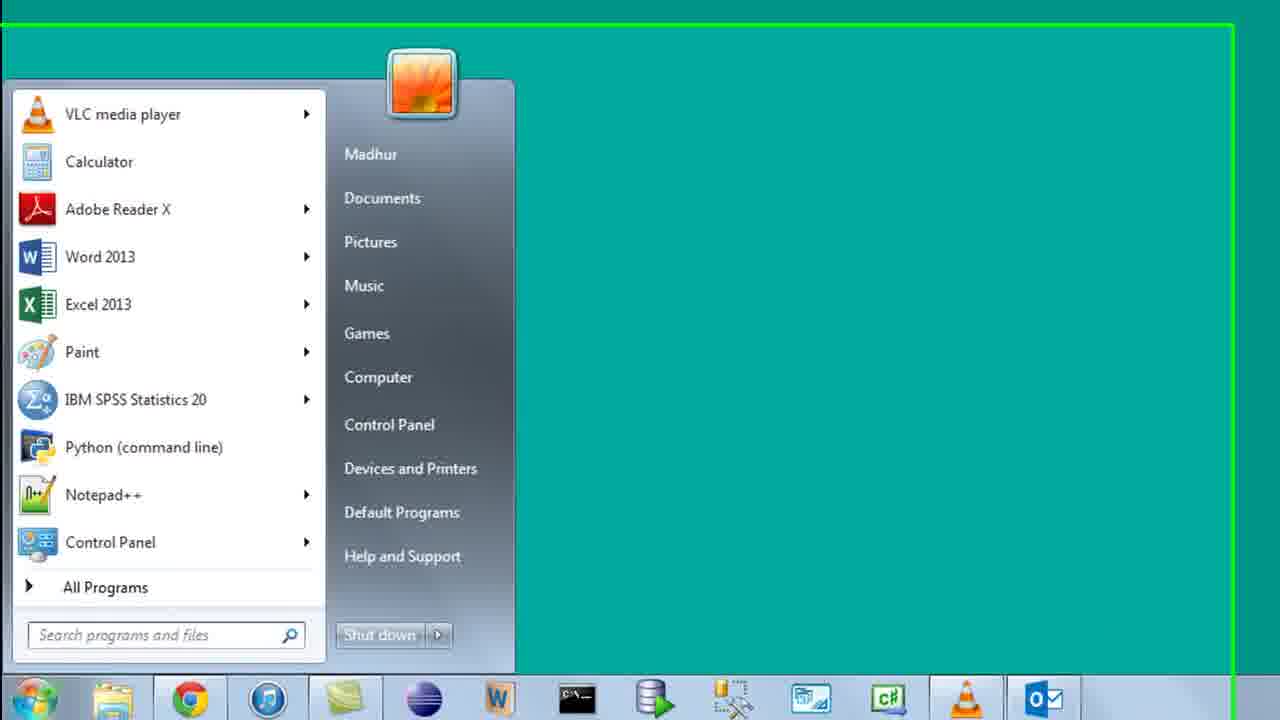 VLC media player
Calculator
Adobe Reader X
Word 2013
Excel 2013
Paint
IBM SPSS Statistics 20
Python (command line)
Notepad++
Control Panel
All Programs
Search programs and files
Madhur
Documents
Pictures
Music
Games
Computer
Control Panel
Devices and Printers
Default Programs
Help and Support
Shut down